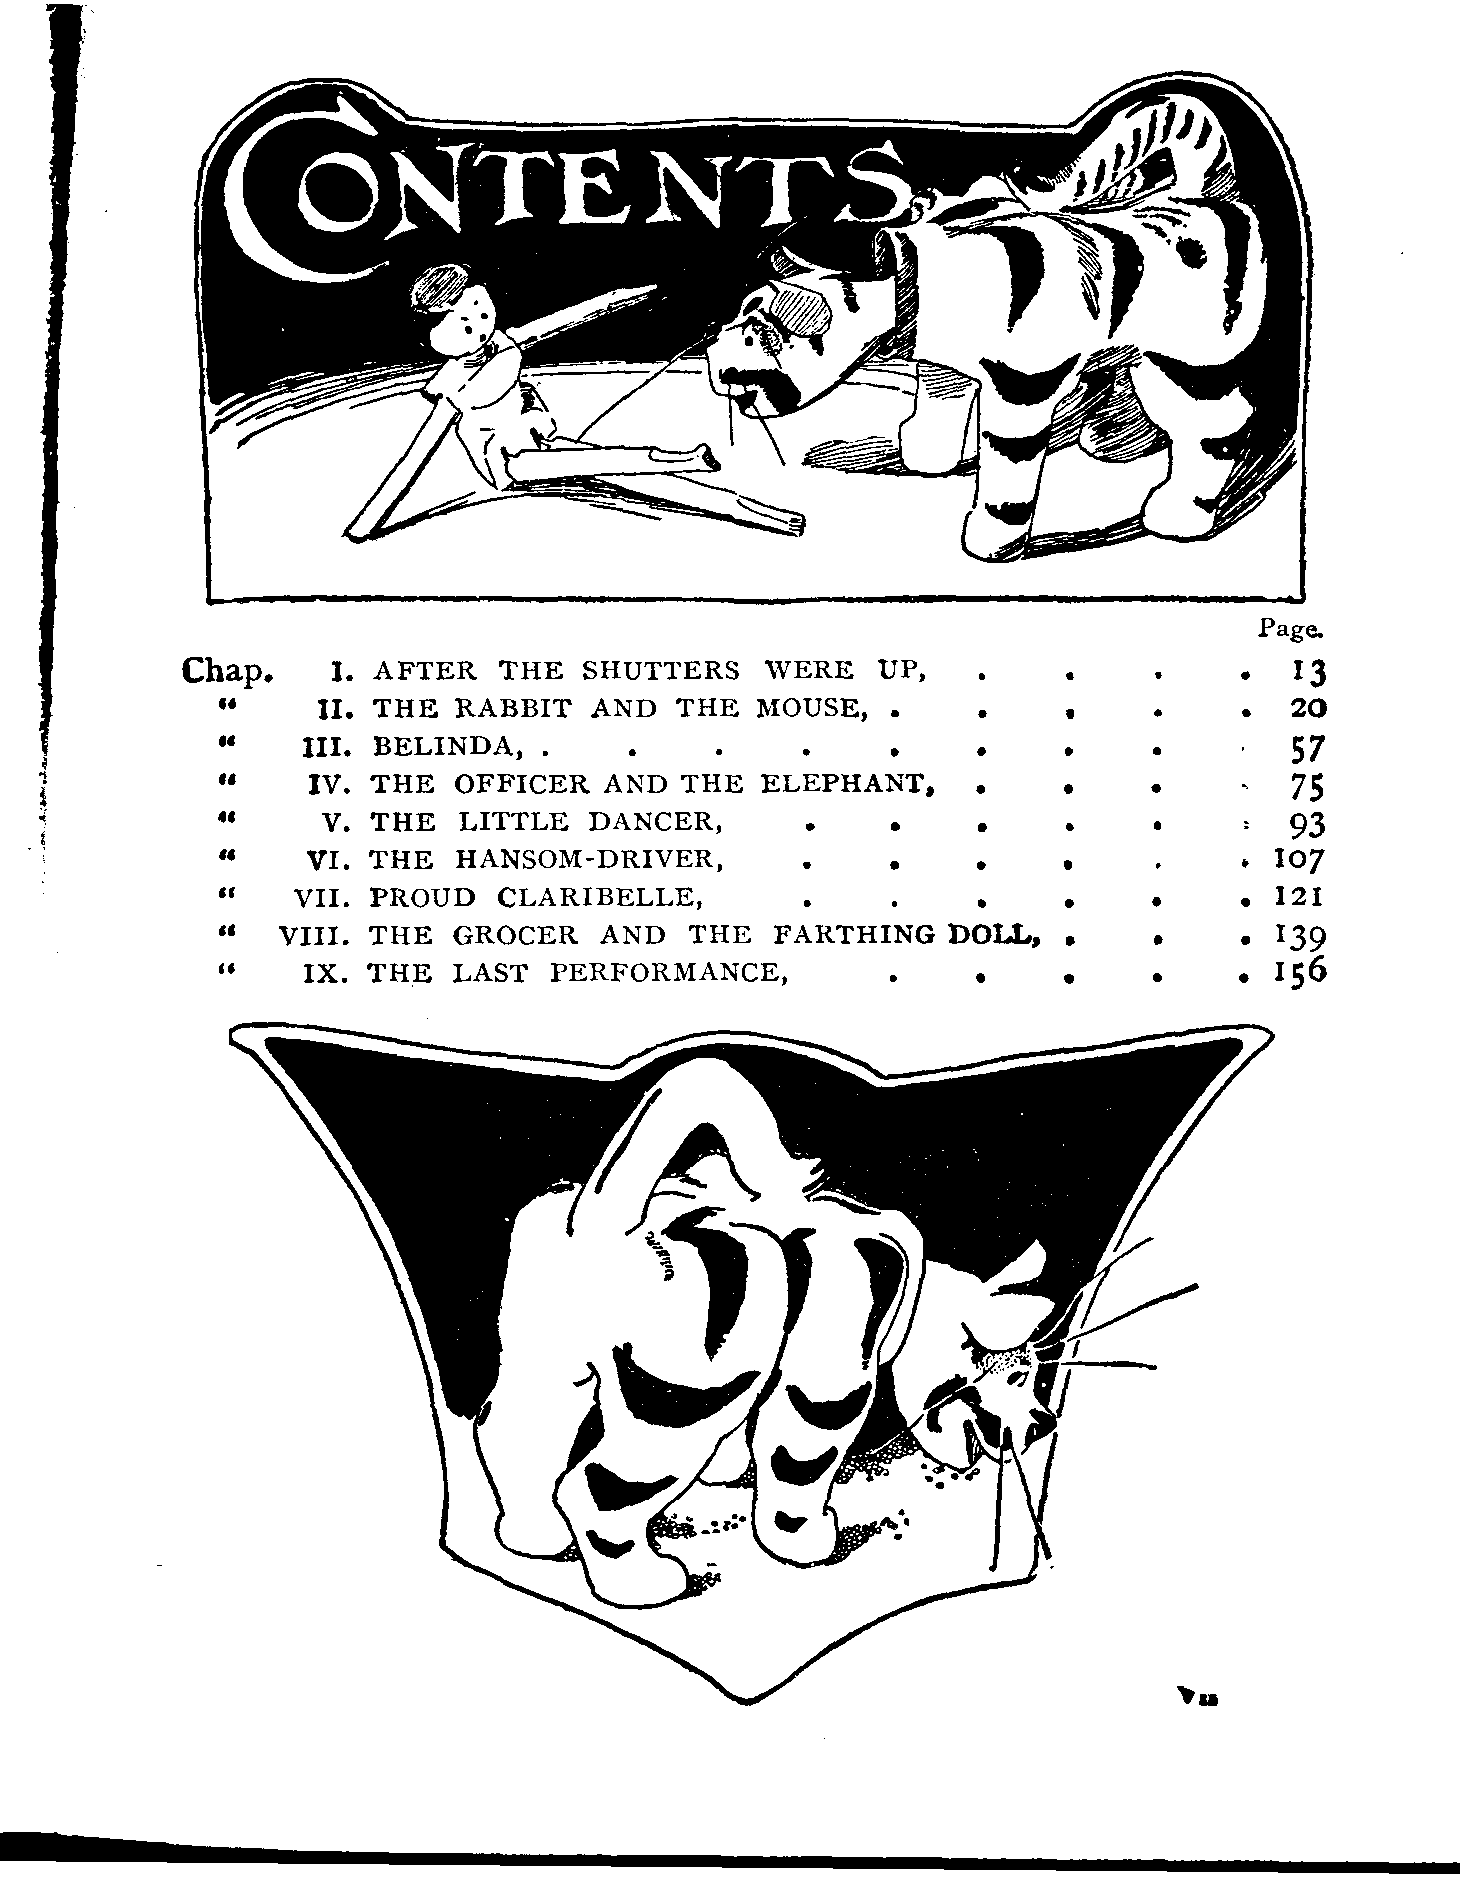 CONTENTS
Page.
Chap. I. AFTER THE SHUTTERS WERE UP, . . . . 13
“ II. THE RABBIT AND THE MOUSE, . . . . . 20
“ III. BELINDA, . . . . . . . . . 57
“ IV. THE OFFICER AND THE ELEPHANT, . . . . 75
“ V. THE LITTLE DANCER, . . . . . . 93
“ VI. THE HANSOM-DRIVER, . . . . . . 107
“ VII. PROUD CLARIBELLE, . . . . . . 121
“ VIII. THE GROCER AND THE FARTHING DOLL, . . . 139
“ IX. THE LAST PERFORMANCE, . . . . . 156